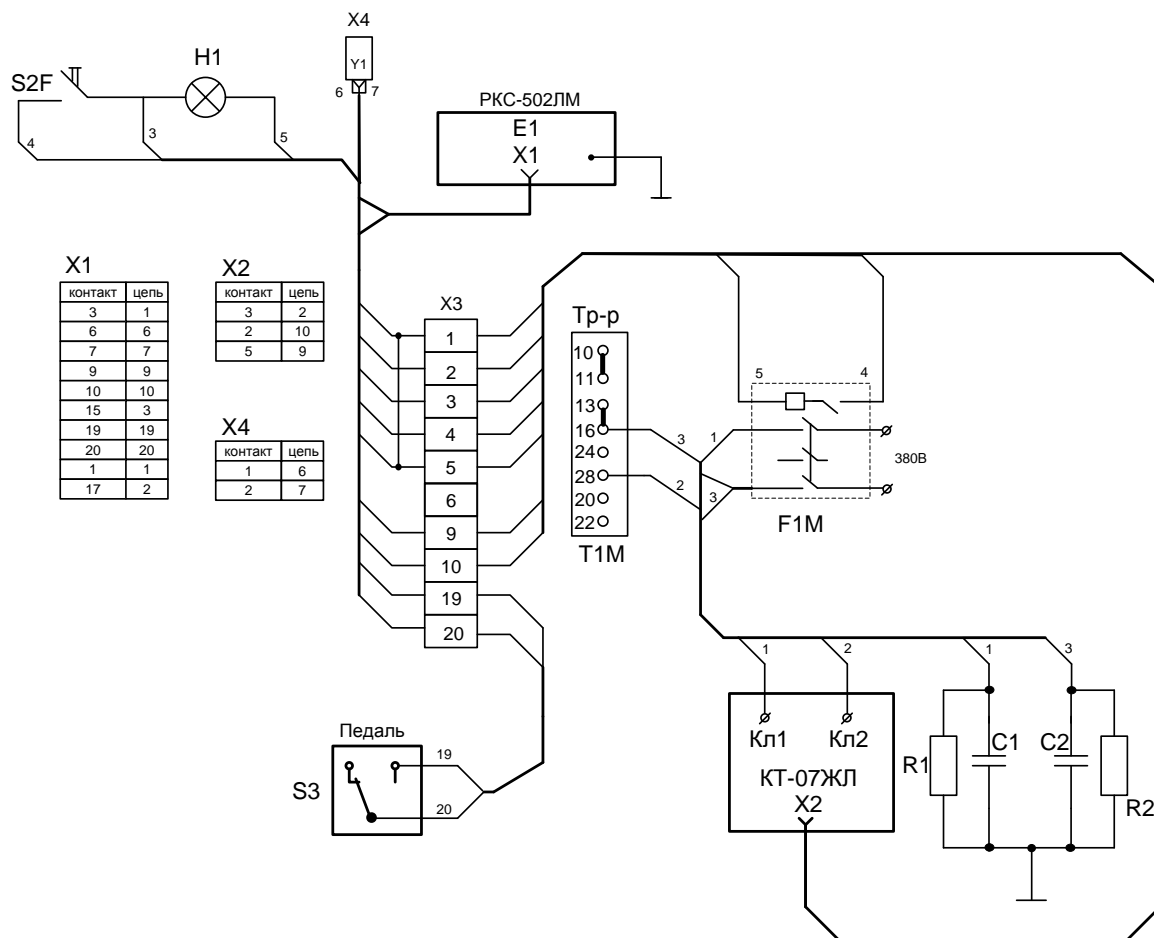 X4
Y1
6 7
S2F
H1
4
3
5
РКС-502ЛМ
E1
X1
X1
контакт цепь
3 1
6 6
7 7
9 9
10 10
15 3
19 19
20 20
1 1
17 2
X2
контакт цепь
3 2
2 10
5 9
X4
контакт цепь
1 6
2 7
X3
1
2
3
4
5
6
9
10
19
20
Тр-р
10
11
13
16
24
28
20
22
T1M
3
2
1
3
5 4
380В
F1M
Педаль
S3
19
20
1
2
1
3
Кл1 Кл2
КТ-07ЖЛ
X2
R1
C1
C2
R2